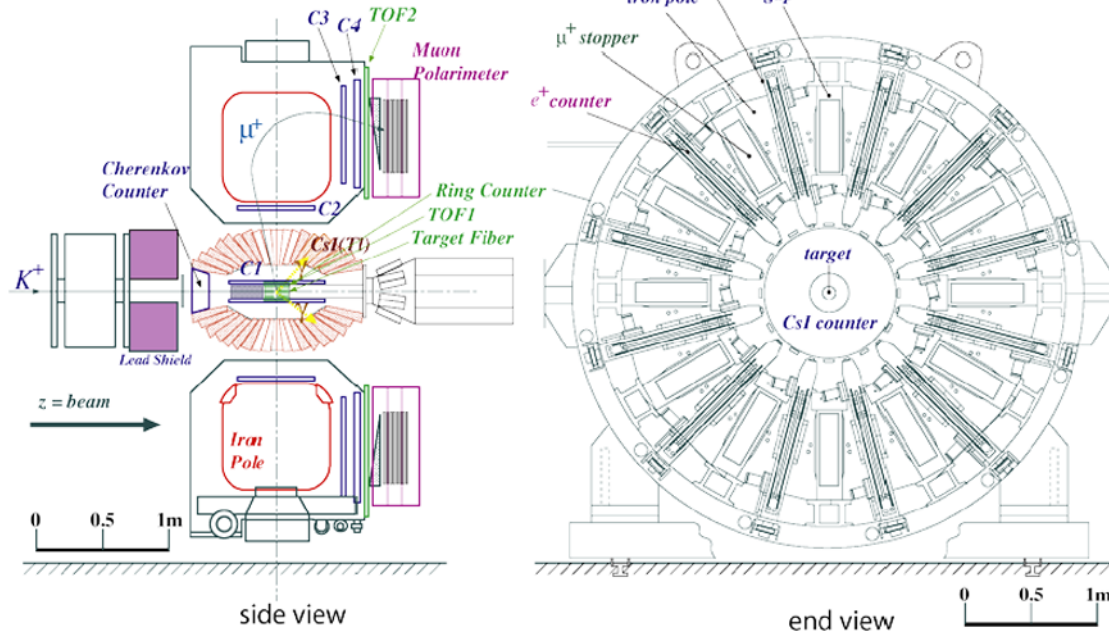 TOF2
C3 C4
Muon
Polarimeter
μ+
Cherenkov
Counter
C2
Ring Counter
TOF1
CsI(Tl)
Target Fiber
C1
K+
Lead Shield
z = beam
Iron
Pole
0 0.5 1m
side view
iron pole
μ+ stopper
e+ counter
target
CsI counter
0 0.5 1m
end view